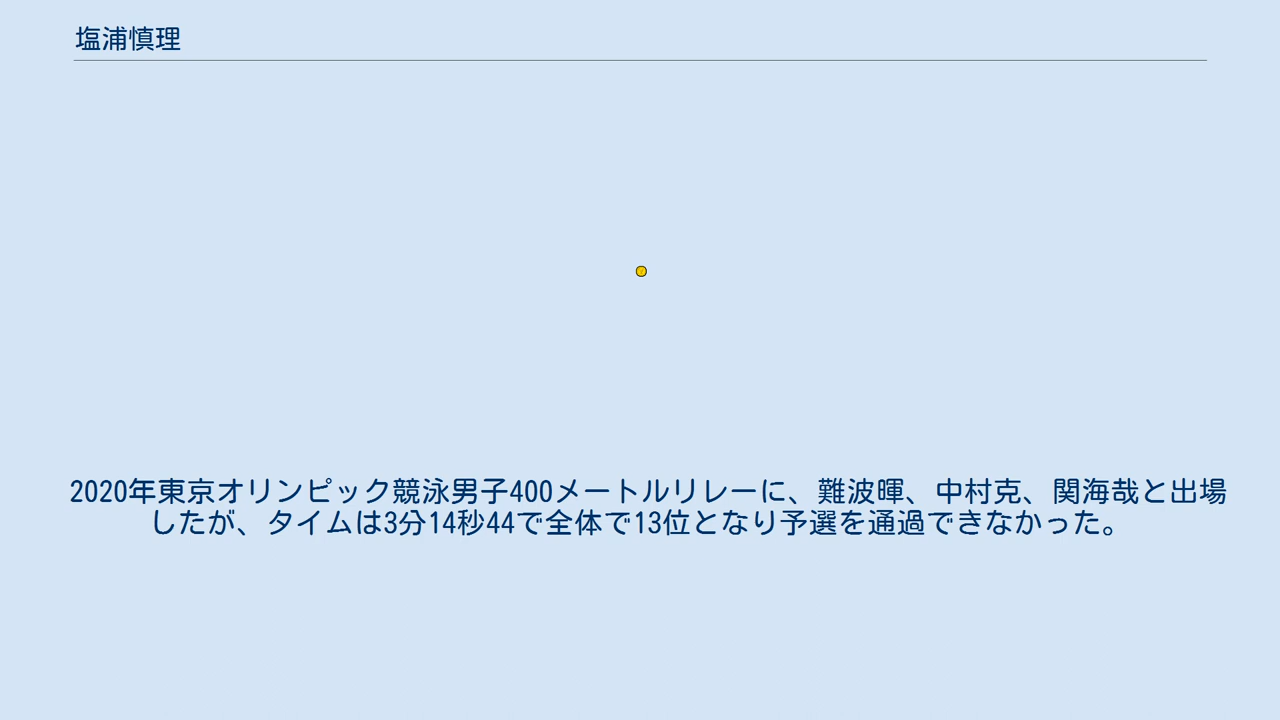 塩浦慎理
2020年東京オリンピック競泳男子400メートルリレーに、難波暉、中村克、関海哉と出場
したが、タイムは3分14秒44で全体で13位となり予選を通過できなかった。